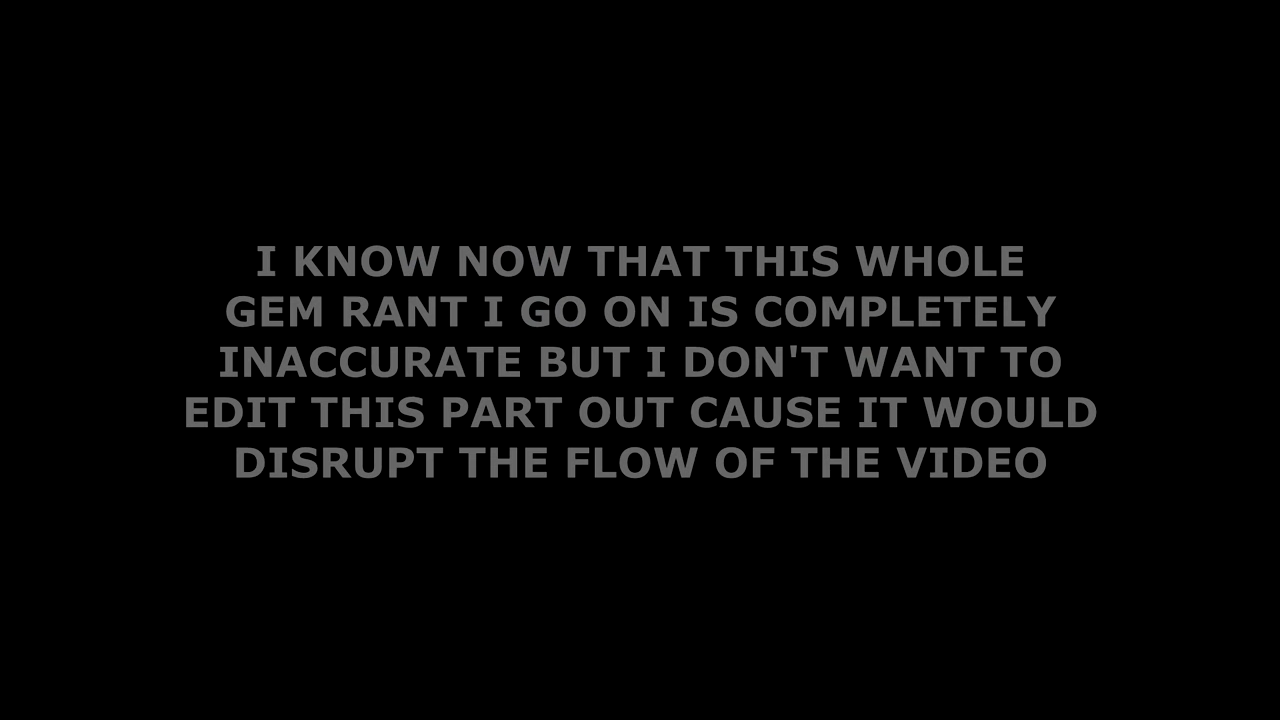 I KNOW NOW THAT THIS WHOLE
GEM RANT I GO ON IS COMPLETELY
INACCURATE BUT I DON'T WANT TO
EDIT THIS PART OUT CAUSE IT WOULD
DISRUPT THE FLOW OF THE VIDEO